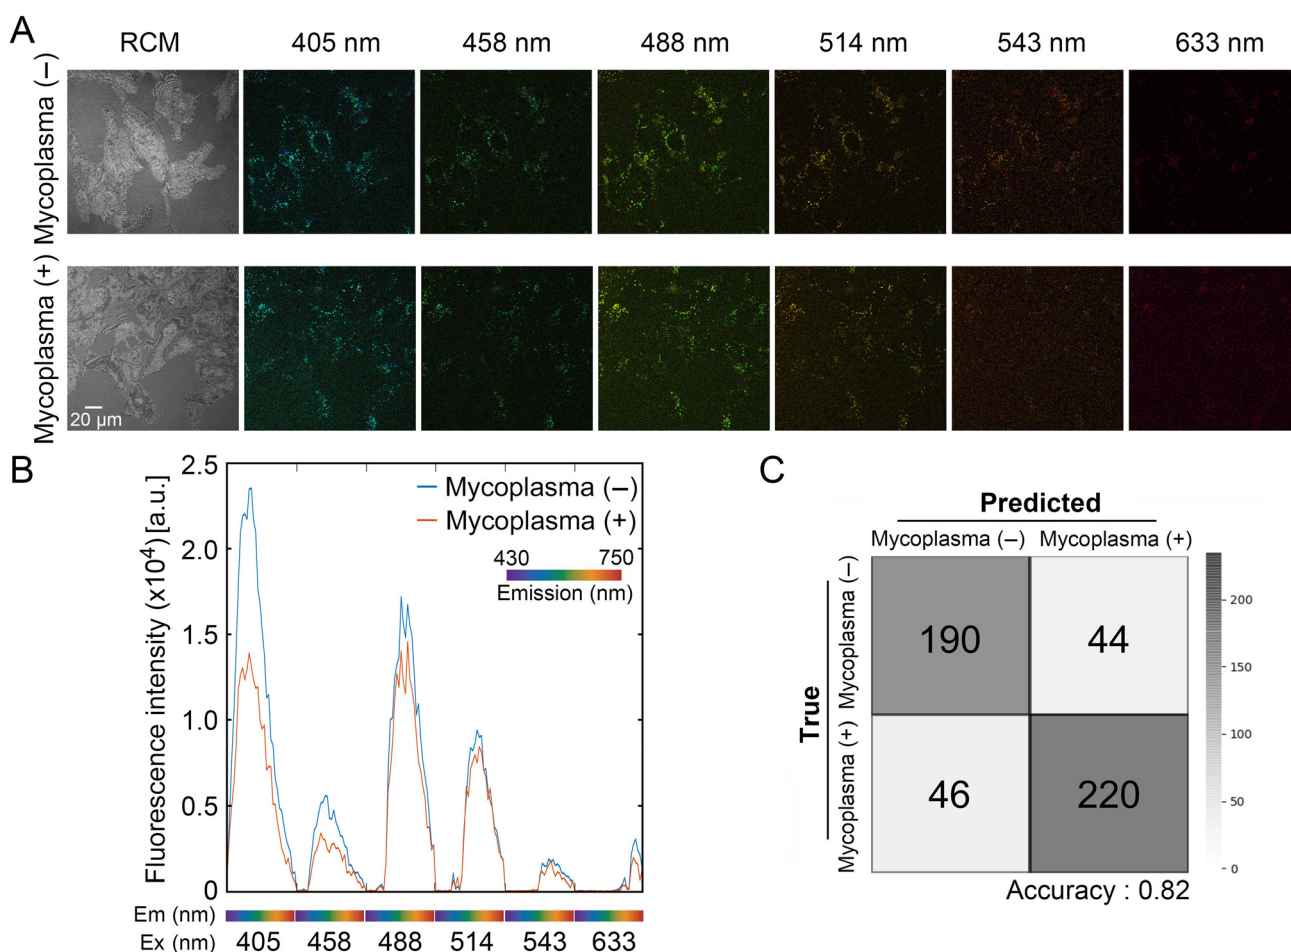 A
RCM 405 nm 458 nm 488 nm 514 nm 543 nm 633 nm
Mycoplasma (–)
Mycoplasma (+)
20 μm
B
Fluorescence intensity (x10⁴)[a.u.]
2.5
2.0
1.5
1.0
0.5
0
Mycoplasma (–)
Mycoplasma (+)
430 750
Emission (nm)
Em (nm)
Ex (nm) 405 458 488 514 543 633
C
Predicted
Mycoplasma (–) Mycoplasma (+)
True
Mycoplasma (–)
Mycoplasma (+)
190 44
46 220
200
150
100
50
0
Accuracy : 0.82